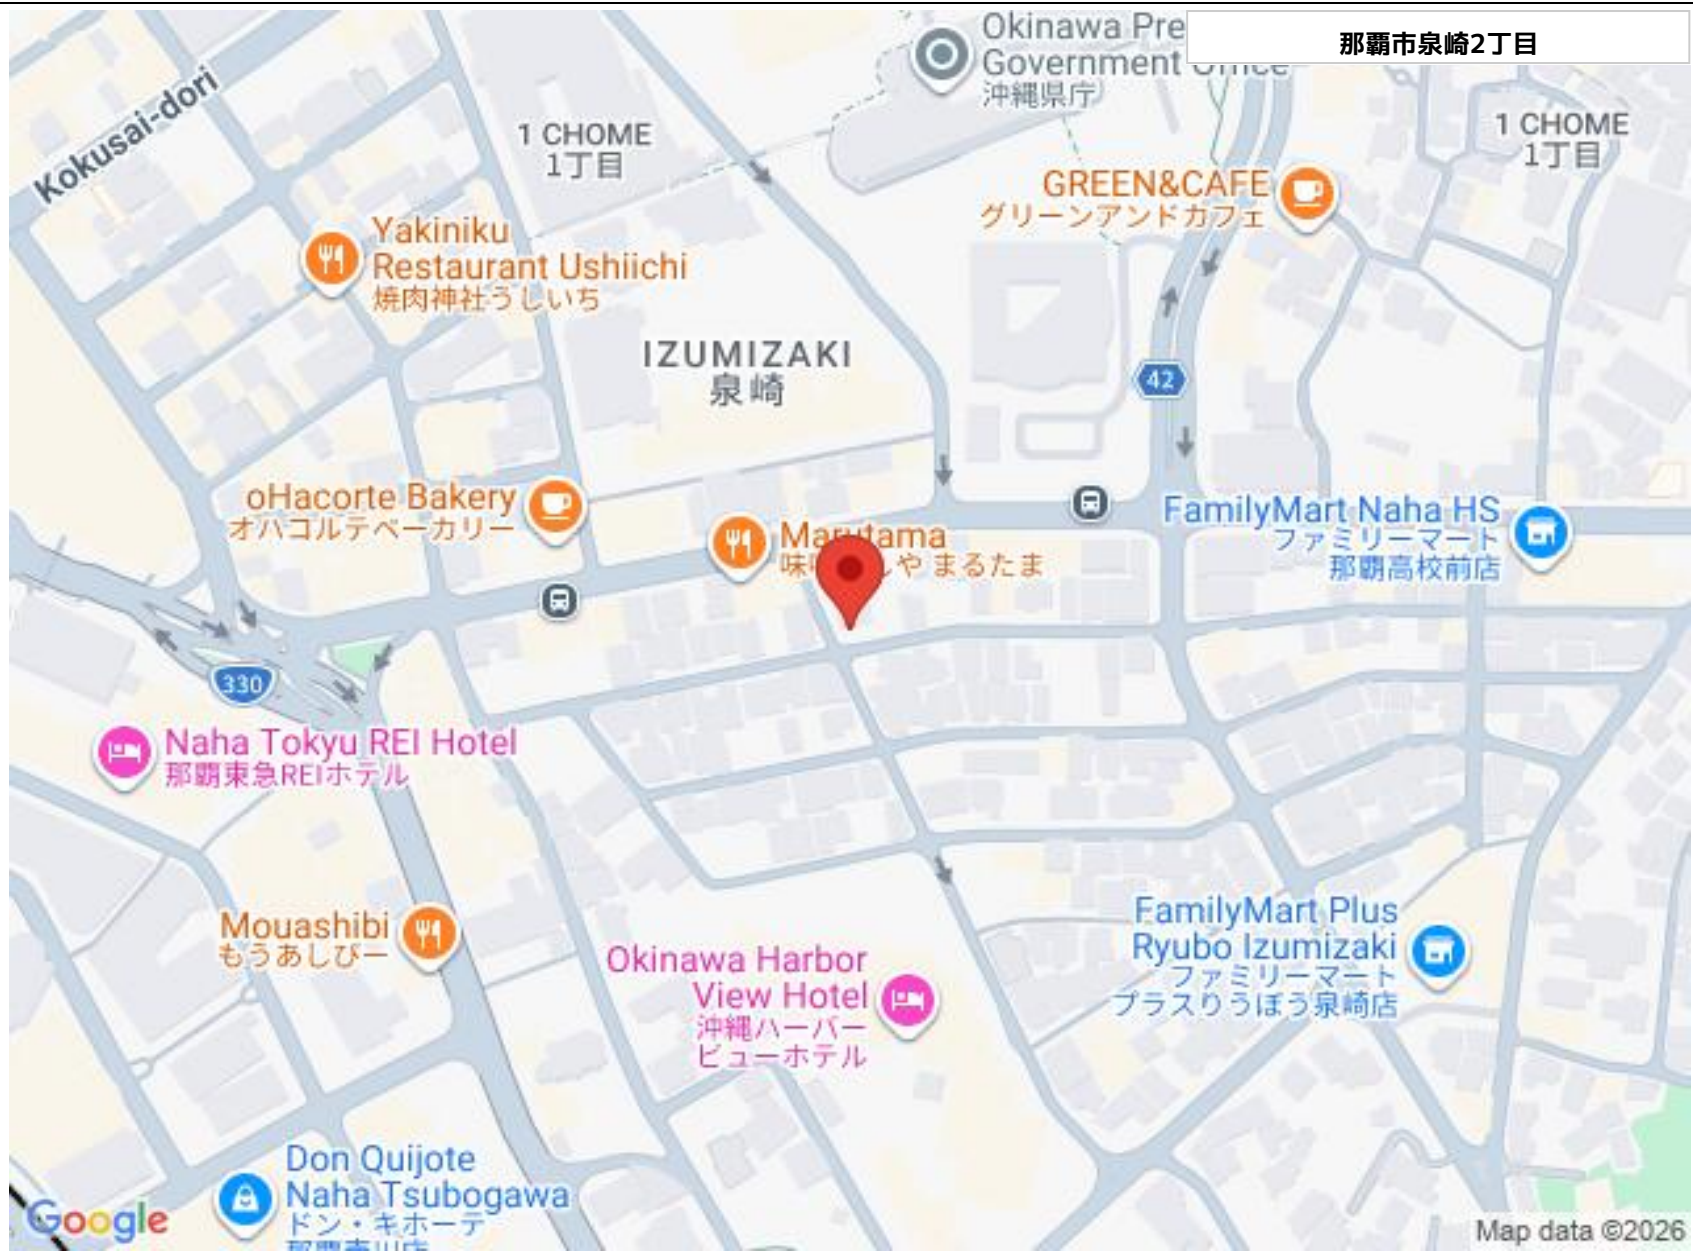 Okinawa Pre
Government Office
沖縄県庁
那覇市泉崎2丁目
Kokusai-dori
1 CHOME
1丁目
1 CHOME
1丁目
GREEN&CAFE
グリーンアンドカフェ
Yakiniku
Restaurant Ushiichi
焼肉神社うしいち
IZUMIZAKI
泉崎
42
oHacorte Bakery
オハコルテベーカリー
Marutama
や まるたま
FamilyMart Naha HS
ファミリーマート
那覇高校前店
330
Naha Tokyu REI Hotel
那覇東急REIホテル
Mouashibi
もうあしびー
Okinawa Harbor
View Hotel
沖縄ハーバー
ビューホテル
FamilyMart Plus
Ryubo Izumizaki
ファミリーマート
プラスりうぼう泉崎店
Don Quijote
Naha Tsubogawa
ドン・キホーテ
Google
Map data ©2026